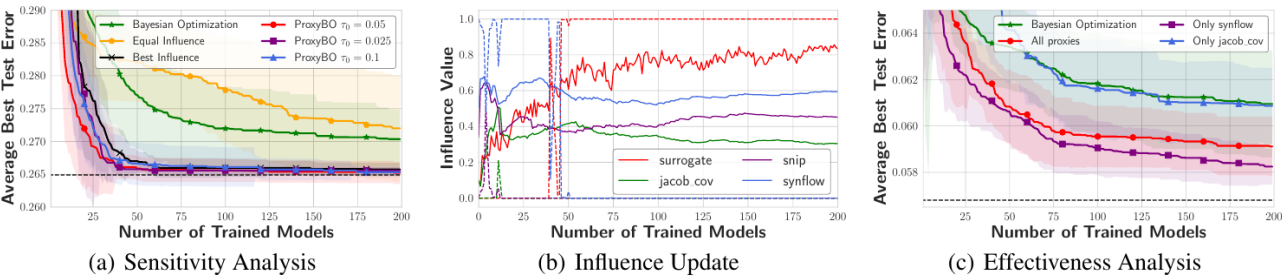 0.290
0.285
0.280
0.275
0.270
0.265
0.260
Average Best Test Error
Bayesian Optimization
Equal Influence
Best Influence
ProxyBO τ0 = 0.05
ProxyBO τ0 = 0.025
ProxyBO τ0 = 0.1
25 50 75 100 125 150 175 200
Number of Trained Models
(a) Sensitivity Analysis
1.0
0.8
0.6
0.4
0.2
0.0
Influence Value
surrogate
jacob_cov
snip
synflow
0 25 50 75 100 125 150 175 200
Number of Trained Models
(b) Influence Update
0.064
0.062
0.060
0.058
Average Best Test Error
Bayesian Optimization
All proxies
Only synflow
Only jacob_cov
25 50 75 100 125 150 175 200
Number of Trained Models
(c) Effectiveness Analysis